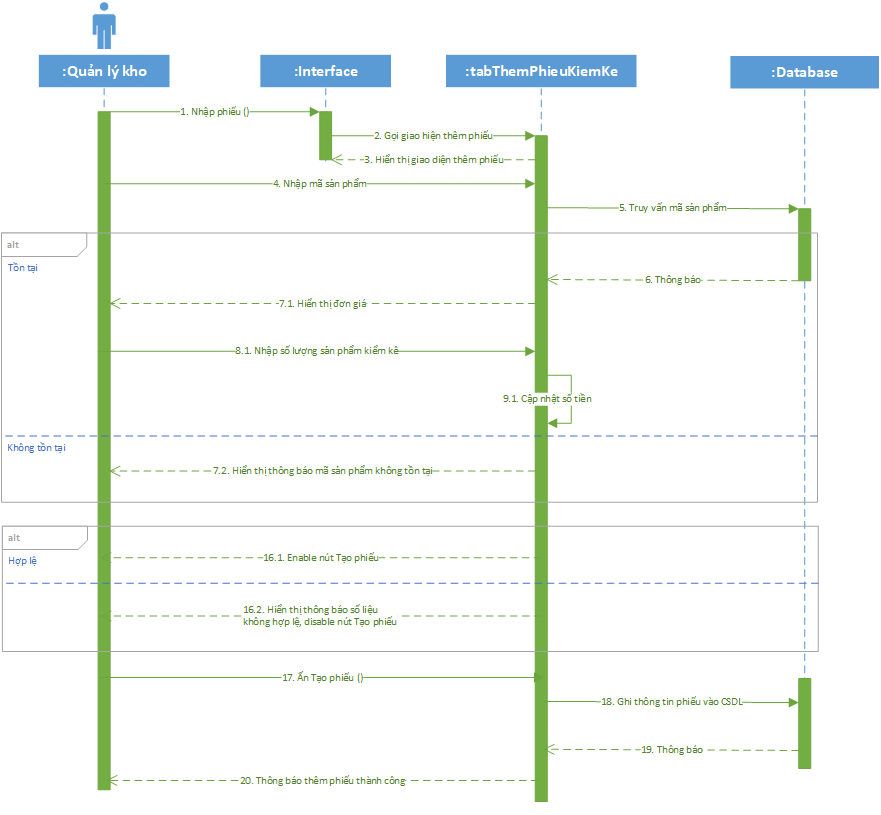 :Quản lý kho
:Interface
:tabThemPhieuKiemKe
:Database
1. Nhập phiếu ()
2. Gọi giao hiện thêm phiếu
3. Hiển thị giao diện thêm phiếu
4. Nhập mã sản phẩm
5. Truy vấn mã sản phẩm
alt
Tồn tại
6. Thông báo
7.1. Hiển thị đơn giá
8.1. Nhập số lượng sản phẩm kiểm kê
9.1. Cập nhật số tiền
Không tồn tại
7.2. Hiển thị thông báo mã sản phẩm không tồn tại
alt
Hợp lệ
16.1. Enable nút Tạo phiếu
16.2. Hiển thị thông báo số liệu
không hợp lệ, disable nút Tạo phiếu
17. Ấn Tạo phiếu ()
18. Ghi thông tin phiếu vào CSDL
19. Thông báo
20. Thông báo thêm phiếu thành công